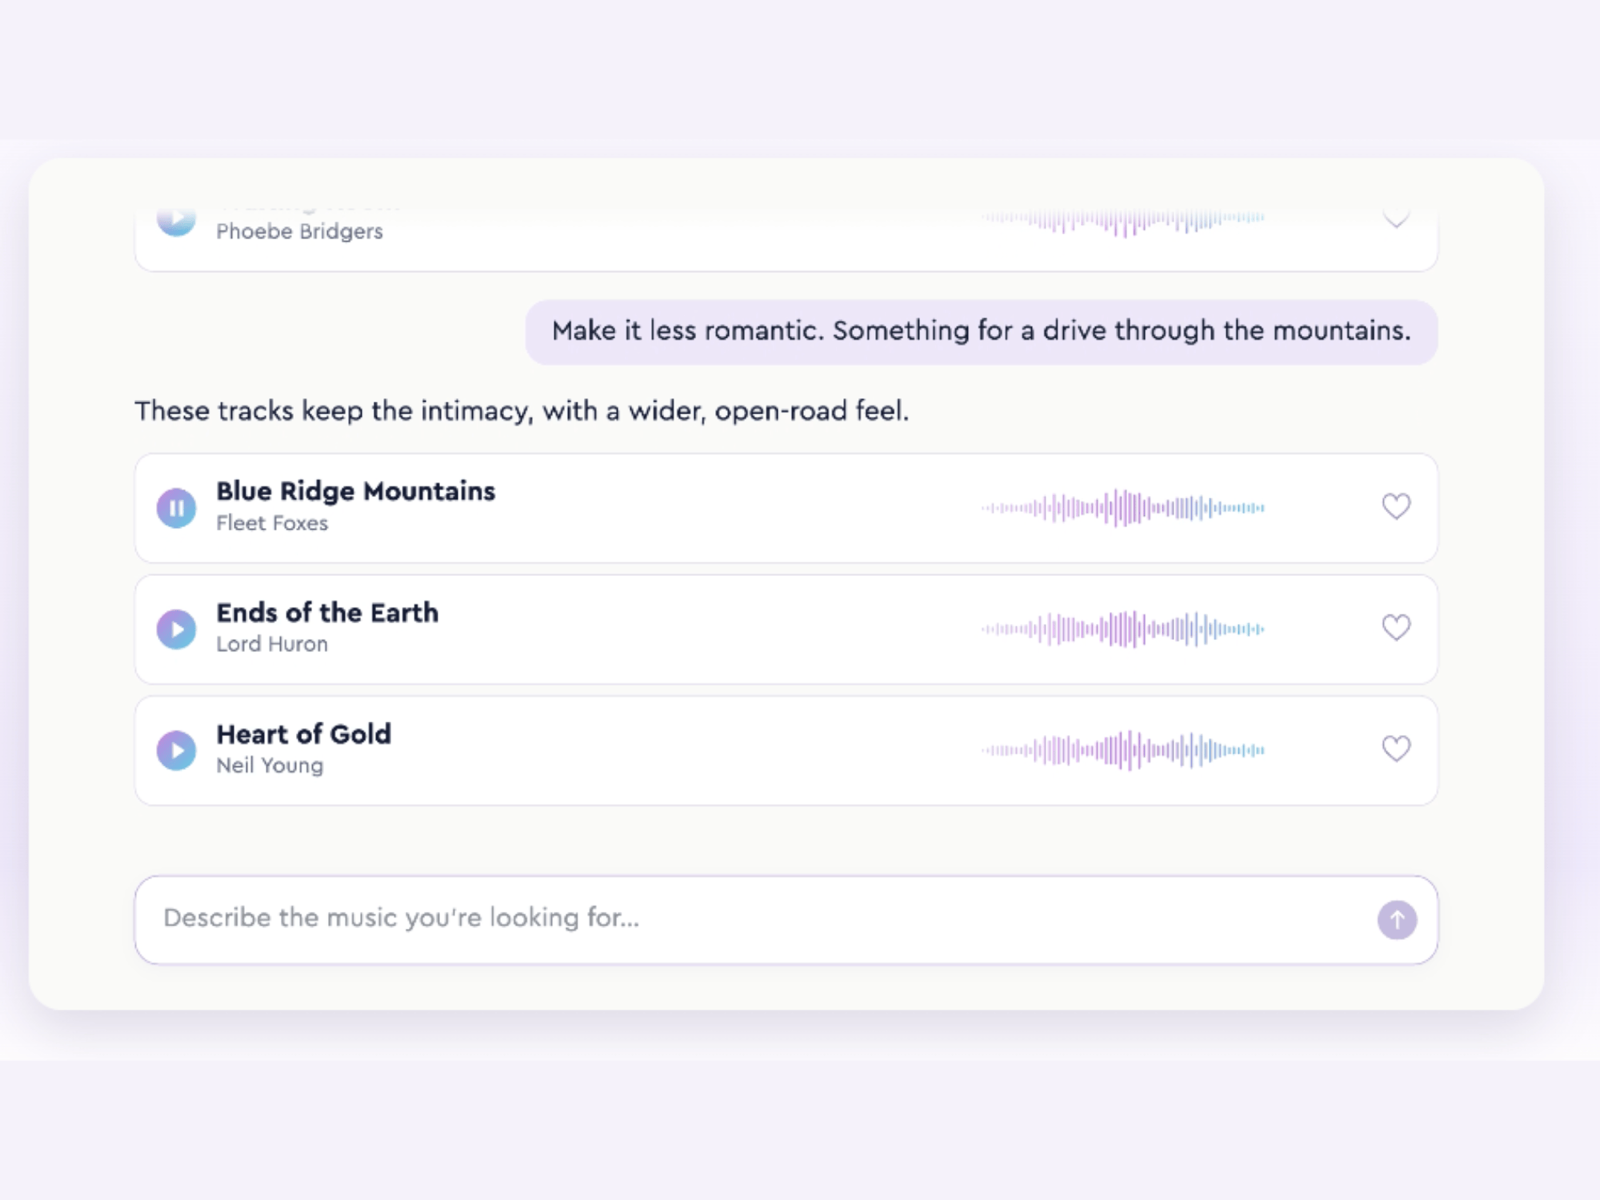 Phoebe Bridgers
Make it less romantic. Something for a drive through the mountains.
These tracks keep the intimacy, with a wider, open-road feel.
Blue Ridge Mountains
Fleet Foxes
Ends of the Earth
Lord Huron
Heart of Gold
Neil Young
Describe the music you're looking for...